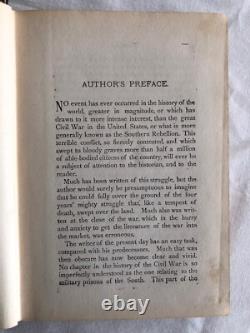 AUTHOR'S PREFACE.
NO event has ever occurred in the history of the
world, greater in magnitude, or which has
drawn to it more intense interest, than the great
Civil War in the United States, or what is more
generally known as the Southern Rebellion. This
terrible conflict, so fiercely contested, and which
swept to bloody graves more than half a million
of able-bodied citizens of the country, will ever be
a subject of attention to the historian, and to the
reader.
Much has been written of this struggle, but the
author would surely be presumptuous to imagine
that he could fully cover the ground of the four
years' mighty struggle, that, like a tempest of
death, swept over the land. Much also was written
at the close of the war, which in the hurry
and anxiety to get the literature of the war into
the market, was erroneous.
The writer of the present day has an easy task,
compared with his predecessors. Much that was
then obscure has now become clear and vivid.
No chapter in the history of the Civil War is so
imperfectly understood as the one relating to the
military prisons of the South. This part of the
ebay